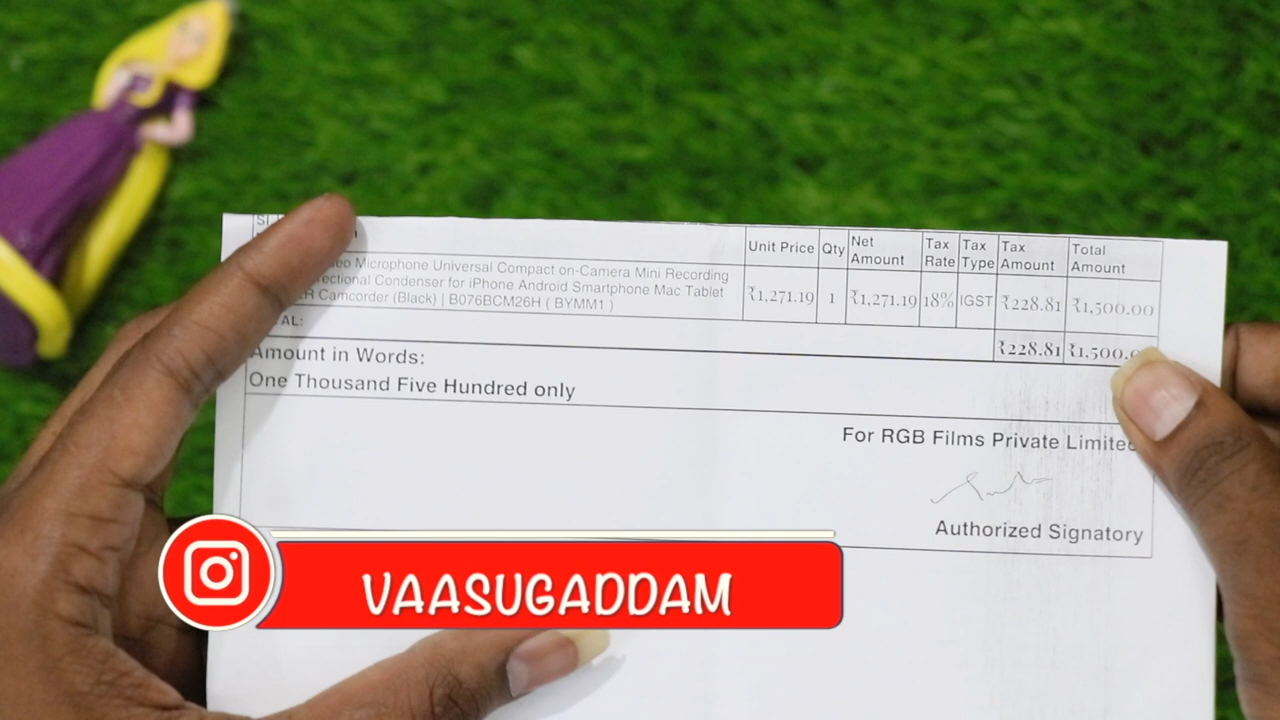 Unit Price Qty Net Amount Tax Rate Tax Type Tax Amount Total Amount
Microphone Universal Compact on-Camera Mini Recording
Condenser for iPhone Android Smartphone Mac Tablet
Camcorder (Black) | B076BCM26H ( BYMM1 )
₹1,271.19 1 ₹1,271.19 18% IGST ₹228.81 ₹1,500.00
₹228.81
Amount in Words:
One Thousand Five Hundred only
For RGB Films Private
Authorized Signatory
VAASUGADDAM